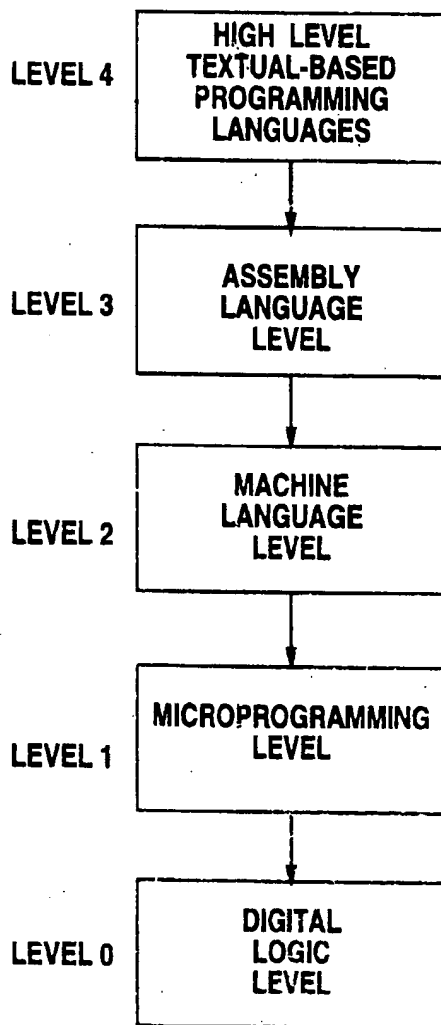 LEVEL 4
HIGH LEVEL
TEXTUAL-BASED
PROGRAMMING
LANGUAGES
LEVEL 3
ASSEMBLY
LANGUAGE
LEVEL
LEVEL 2
MACHINE
LANGUAGE
LEVEL
LEVEL 1
MICROPROGRAMMING
LEVEL
LEVEL 0
DIGITAL
LOGIC
LEVEL